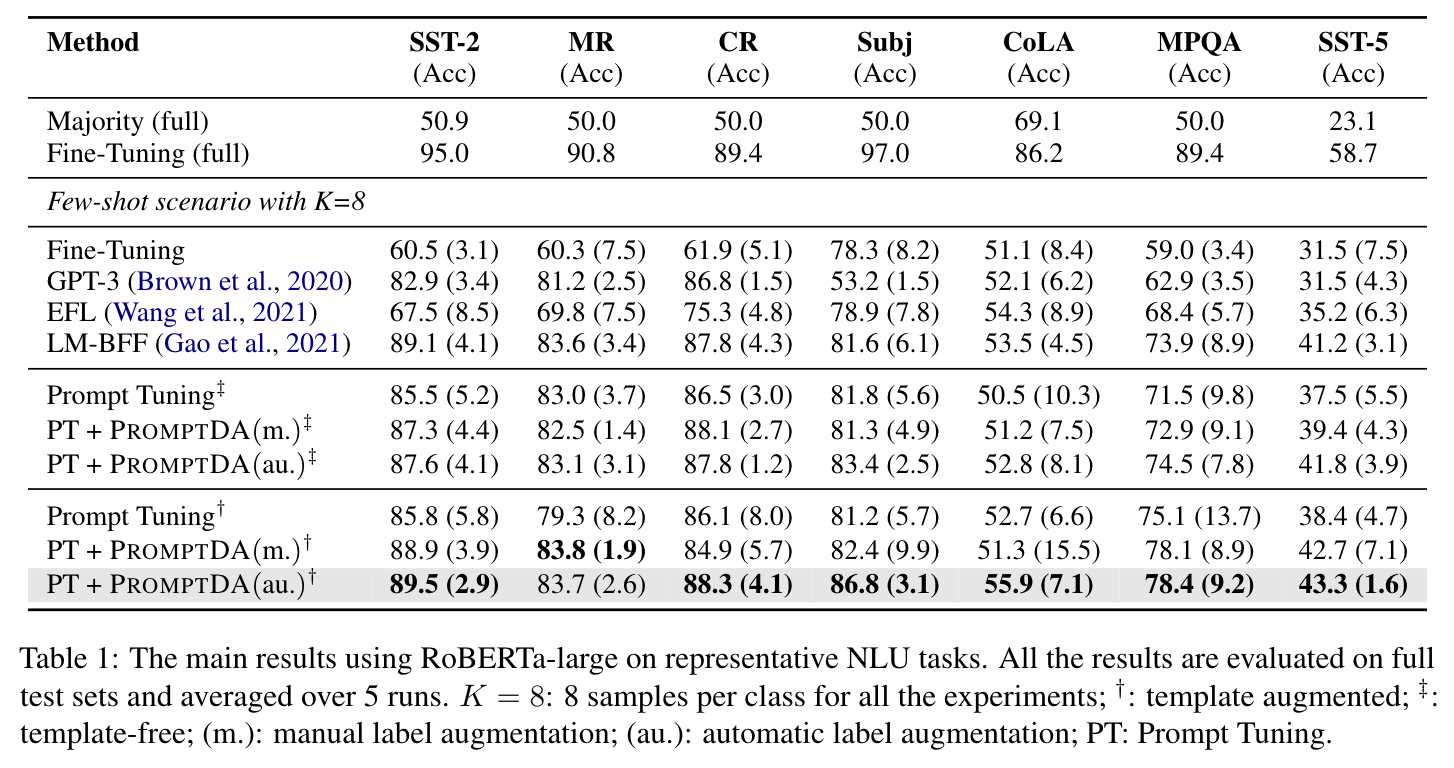 Method SST-2 MR CR Subj CoLA MPQA SST-5
(Acc) (Acc) (Acc) (Acc) (Acc) (Acc) (Acc)
Majority (full) 50.9 50.0 50.0 50.0 69.1 50.0 23.1
Fine-Tuning (full) 95.0 90.8 89.4 97.0 86.2 89.4 58.7
Few-shot scenario with K=8
Fine-Tuning 60.5 (3.1) 60.3 (7.5) 61.9 (5.1) 78.3 (8.2) 51.1 (8.4) 59.0 (3.4) 31.5 (7.5)
GPT-3 (Brown et al., 2020) 82.9 (3.4) 81.2 (2.5) 86.8 (1.5) 53.2 (1.5) 52.1 (6.2) 62.9 (3.5) 31.5 (4.3)
EFL (Wang et al., 2021) 67.5 (8.5) 69.8 (7.5) 75.3 (4.8) 78.9 (7.8) 54.3 (8.9) 68.4 (5.7) 35.2 (6.3)
LM-BFF (Gao et al., 2021) 89.1 (4.1) 83.6 (3.4) 87.8 (4.3) 81.6 (6.1) 53.5 (4.5) 73.9 (8.9) 41.2 (3.1)
Prompt Tuning‡ 85.5 (5.2) 83.0 (3.7) 86.5 (3.0) 81.8 (5.6) 50.5 (10.3) 71.5 (9.8) 37.5 (5.5)
PT + PROMPTDA(m.)‡ 87.3 (4.4) 82.5 (1.4) 88.1 (2.7) 81.3 (4.9) 51.2 (7.5) 72.9 (9.1) 39.4 (4.3)
PT + PROMPTDA(au.)‡ 87.6 (4.1) 83.1 (3.1) 87.8 (1.2) 83.4 (2.5) 52.8 (8.1) 74.5 (7.8) 41.8 (3.9)
Prompt Tuning† 85.8 (5.8) 79.3 (8.2) 86.1 (8.0) 81.2 (5.7) 52.7 (6.6) 75.1 (13.7) 38.4 (4.7)
PT + PROMPTDA(m.)† 88.9 (3.9) 83.8 (1.9) 84.9 (5.7) 82.4 (9.9) 51.3 (15.5) 78.1 (8.9) 42.7 (7.1)
PT + PROMPTDA(au.)† 89.5 (2.9) 83.7 (2.6) 88.3 (4.1) 86.8 (3.1) 55.9 (7.1) 78.4 (9.2) 43.3 (1.6)
Table 1: The main results using RoBERTa-large on representative NLU tasks. All the results are evaluated on full
test sets and averaged over 5 runs. K = 8: 8 samples per class for all the experiments; †: template augmented; ‡:
template-free; (m.): manual label augmentation; (au.): automatic label augmentation; PT: Prompt Tuning.